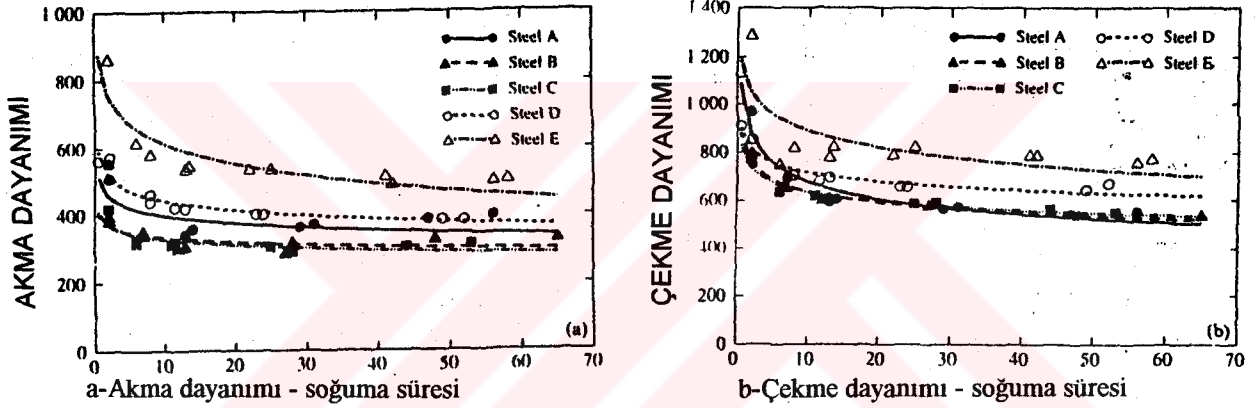 1 000
800
600
400
200
0
AKMA DAYANIMI
Steel A
Steel B
Steel C
Steel D
Steel E
(a)
0 10 20 30 40 50 60 70
a-Akma dayanımı - soğuma süresi
1 400
1 200
1 000
800
600
400
200
0
ÇEKME DAYANIMI
Steel A
Steel B
Steel C
Steel D
Steel E
(b)
0 10 20 30 40 50 60 70
b-Çekme dayanımı - soğuma süresi